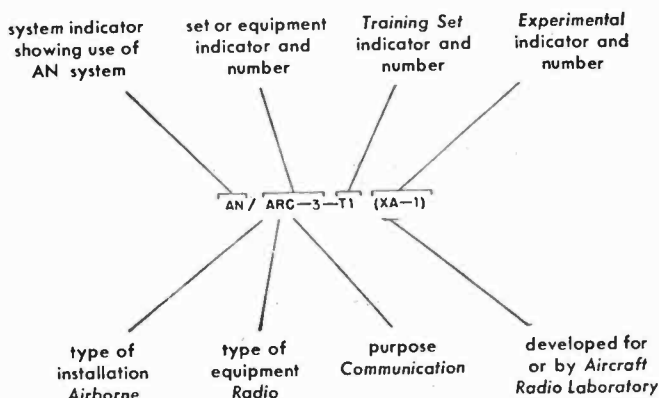 system indicator
showing use of
AN system
set or equipment
indicator and
number
Training Set
indicator and
number
Experimental
indicator and
number
AN / ARC—3—T1 (XA—1)
type of
installation
Airborne
type of
equipment
Radio
purpose
Communication
developed for
or by Aircraft
Radio Laboratory